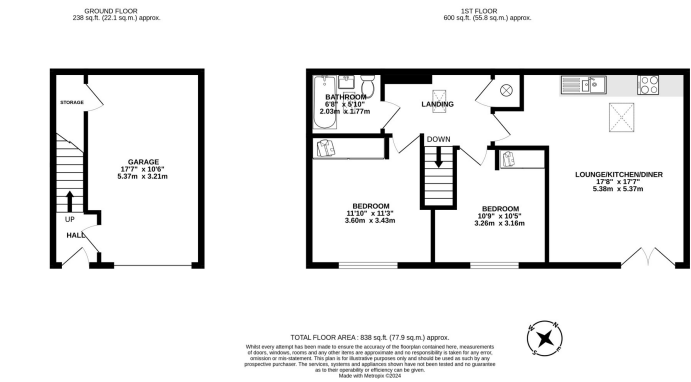 GROUND FLOOR
238 sq.ft. (22.1 sq.m.) approx.
1ST FLOOR
600 sq.ft. (55.8 sq.m.) approx.
STORAGE
GARAGE
17'7" x 10'6"
5.37m x 3.21m
UP
HALL
BATHROOM
6'8" x 5'10"
2.03m x 1.77m
LANDING
DOWN
BEDROOM
11'10" x 11'3"
3.60m x 3.43m
BEDROOM
10'9" x 10'5"
3.26m x 3.16m
LOUNGE/KITCHEN/DINER
17'8" x 17'7"
5.38m x 5.37m
N
E
S
W
TOTAL FLOOR AREA : 838 sq.ft. (77.9 sq.m.) approx.
Whilst every attempt has been made to ensure the accuracy of the floorplan contained here, measurements
of doors, windows, rooms and any other items are approximate and no responsibility is taken for any error,
omission or mis-statement. This plan is for illustrative purposes only and should be used as such by any
prospective purchaser. The services, systems and appliances shown have not been tested and no guarantee
as to their operability or efficiency can be given.
Made with Metropix ©2024